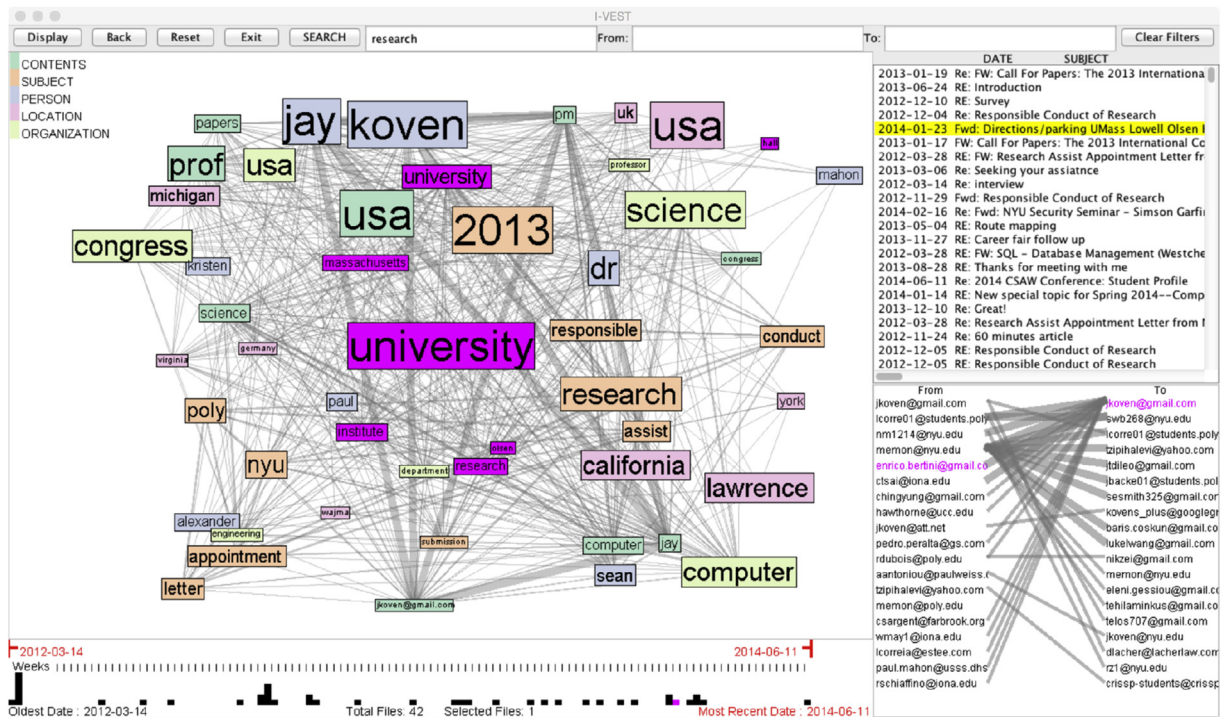 I-VEST
Display Back Reset Exit SEARCH research From: To: Clear Filters
CONTENTS
SUBJECT
PERSON
LOCATION
ORGANIZATION
papers
jay
koven
pm
uk
usa
hall
prof
usa
university
professor
mahon
michigan
usa
2013
science
congress
kristen
massachusetts
dr
congress
science
university
responsible
conduct
virginia
germany
research
york
poly
paul
institute
assist
olsen
nyu
department
research
california
lawrence
alexander
wajma
engineering
submission
appointment
computer
jay
letter
sean
computer
jkoven@gmail.com
DATE SUBJECT
2013-01-19 Re: FW: Call For Papers: The 2013 Internationa
2013-06-24 RE: Introduction
2012-12-10 RE: Survey
2012-12-04 Re: Responsible Conduct of Research
2014-01-23 Fwd: Directions/parking UMass Lowell Olsen
2013-01-17 FW: Call For Papers: The 2013 International Co
2012-03-28 RE: FW: Research Assist Appointment Letter fr
2013-03-06 Re: Seeking your assiatnce
2012-03-14 Re: interview
2012-11-29 Fwd: Responsible Conduct of Research
2014-02-16 Re: Fwd: NYU Security Seminar - Simson Garfi
2013-05-04 Re: Route mapping
2013-11-27 Re: Career fair follow up
2012-03-28 RE: FW: SQL - Database Management (Westche
2013-08-28 RE: Thanks for meeting with me
2014-06-11 Re: 2014 CSAW Conference: Student Profile
2014-01-14 RE: New special topic for Spring 2014--Comp
2013-12-10 Re: Great!
2012-03-28 Re: Research Assist Appointment Letter from
2012-11-24 Re: 60 minutes article
2012-12-05 RE: Responsible Conduct of Research
2012-12-05 RE: Responsible Conduct of Research
From To
jkoven@gmail.com jkoven@gmail.com
lcorre01@students.poly swb268@nyu.edu
nm1214@nyu.edu lcorre01@students.poly
memon@nyu.edu tzipihalevi@yahoo.com
enrico.bertini@gmail.co jtdileo@gmail.com
ctsai@iona.edu jbacke01@students.pol
chingyung@gmail.com sesmith325@gmail.cor
hawthorne@ucc.edu kovens_plus@googlegr
jkoven@att.net baris.coskun@gmail.co
pedro.peralta@gs.com lukeiwang@gmail.com
rdubois@poly.edu nikzei@gmail.com
aantoniou@paulweiss.c memon@nyu.edu
tzipihalevi@yahoo.com eleni.gessiou@gmail.co
memon@poly.edu tehilaminkus@gmail.co
csargent@farbrook.org telos707@gmail.com
wmay1@iona.edu jkoven@nyu.edu
lcorreia@estee.com dlacher@lacherlaw.com
paul.mahon@usss.dhs rz1@nyu.edu
rschiaffino@iona.edu crissp-students@crissp
2012-03-14 2014-06-11
Weeks
Oldest Date : 2012-03-14 Total Files: 42 Selected Files: 1 Most Recent Date : 2014-06-11